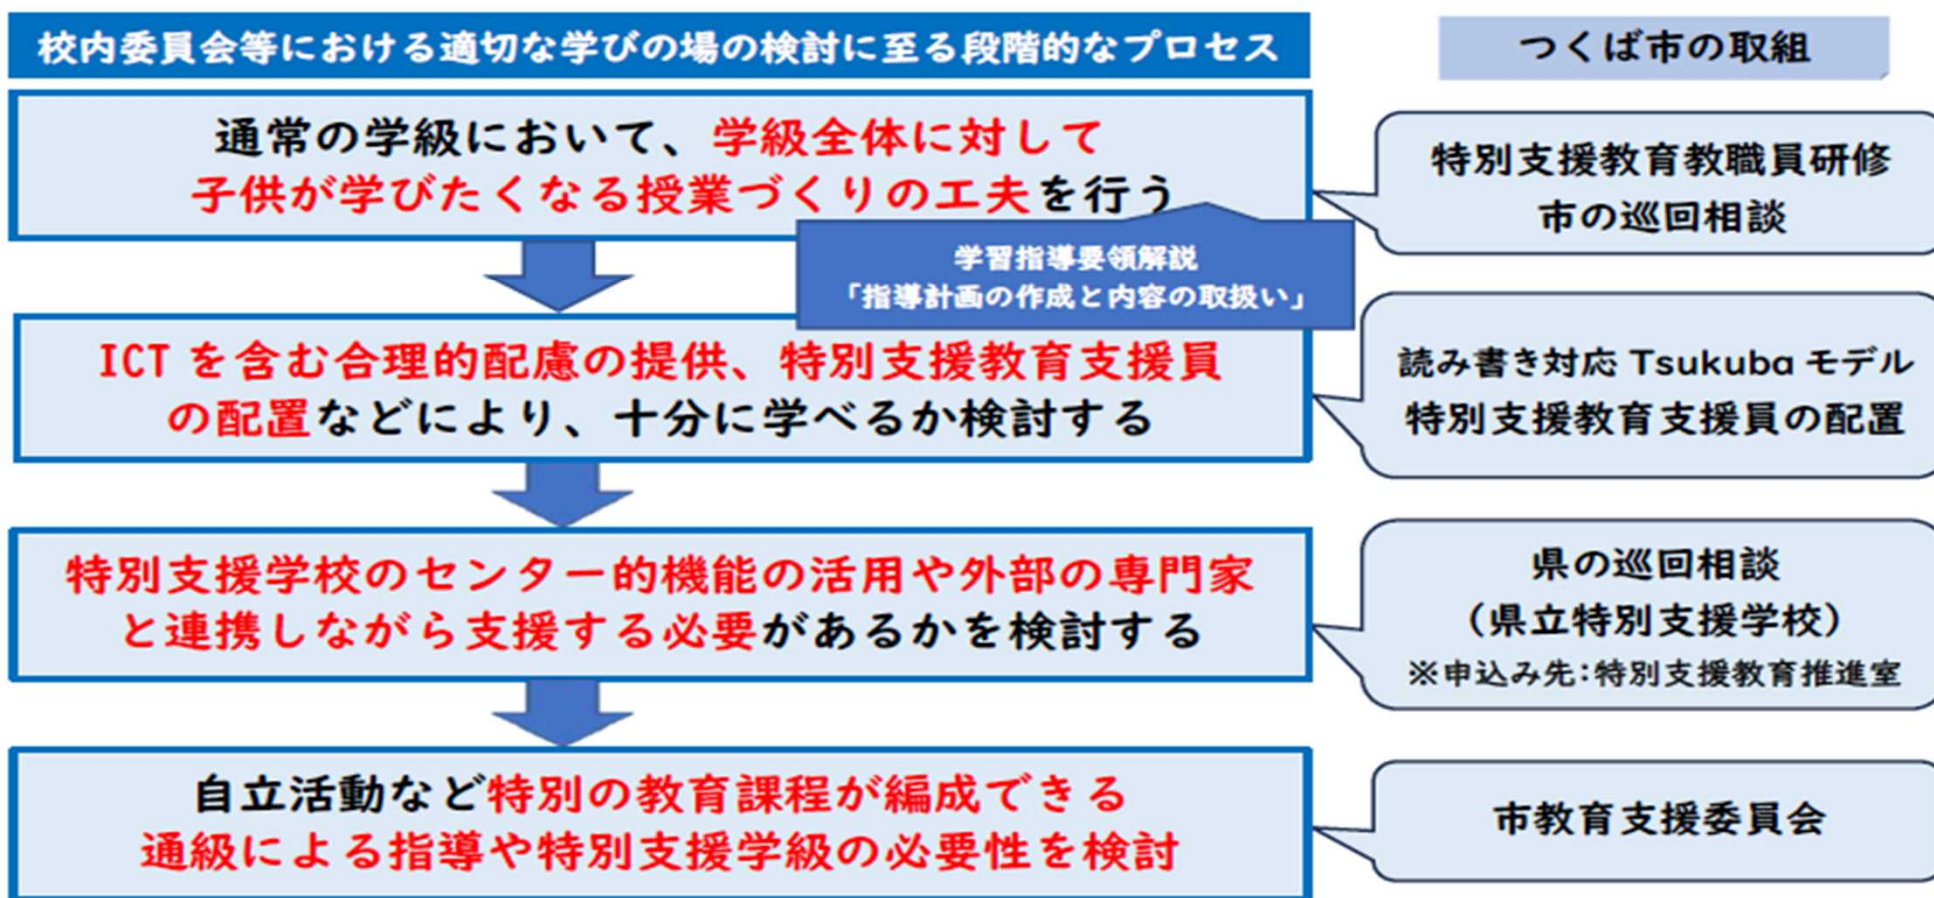 校内委員会等における適切な学びの場の検討に至る段階的なプロセス
つくば市の取組
通常の学級において、学級全体に対して
子供が学びたくなる授業づくりの工夫を行う
特別支援教育教職員研修
市の巡回相談
学習指導要領解説
「指導計画の作成と内容の取扱い」
ICT を含む合理的配慮の提供、特別支援教育支援員
の配置などにより、十分に学べるか検討する
読み書き対応 Tsukuba モデル
特別支援教育支援員の配置
特別支援学校のセンター的機能の活用や外部の専門家
と連携しながら支援する必要があるかを検討する
県の巡回相談
（県立特別支援学校）
※申込み先：特別支援教育推進室
自立活動など特別の教育課程が編成できる
通級による指導や特別支援学級の必要性を検討
市教育支援委員会